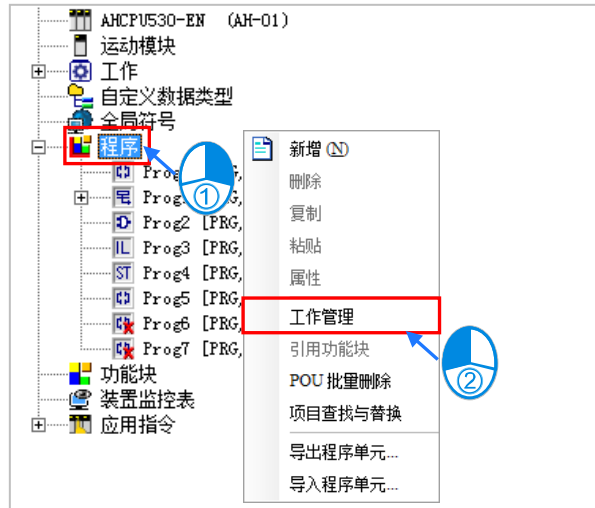 AHCPU530-EN (AH-01)
运动模块
工作
自定义数据类型
全局符号
程序
Prog
Prog
Prog2 [PRG,
Prog3 [PRG,
Prog4 [PRG,
Prog5 [PRG,
Prog6 [PRG,
Prog7 [PRG,
功能块
装置监控表
应用指令
①
新增(N)
删除
复制
粘贴
属性
工作管理
引用功能块
POU 批量删除
项目查找与替换
导出程序单元...
导入程序单元...
②